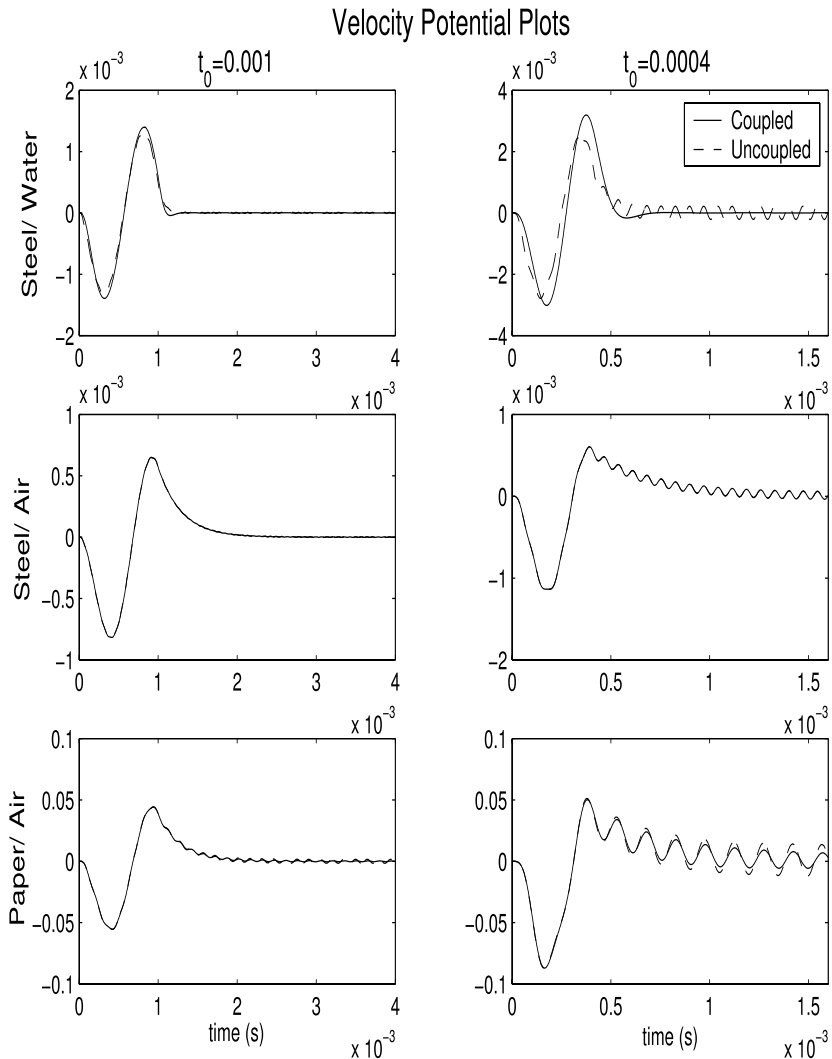 Velocity Potential Plots
x 10⁻³ t₀=0.001
x 10⁻³ t₀=0.0004
Steel/ Water
2
1
0
−1
−2
0 1 2 3 4
x 10⁻³
4
2
0
−2
−4
0 0.5 1 1.5
x 10⁻³
Coupled
Uncoupled
Steel/ Air
x 10⁻³
1
0.5
0
−0.5
−1
0 1 2 3 4
x 10⁻³
x 10⁻³
1
0
−1
−2
0 0.5 1 1.5
x 10⁻³
Paper/ Air
0.1
0.05
0
−0.05
−0.1
0 1 2 3 4
time (s)
x 10⁻³
0.1
0.05
0
−0.05
−0.1
0 0.5 1 1.5
time (s)
x 10⁻³